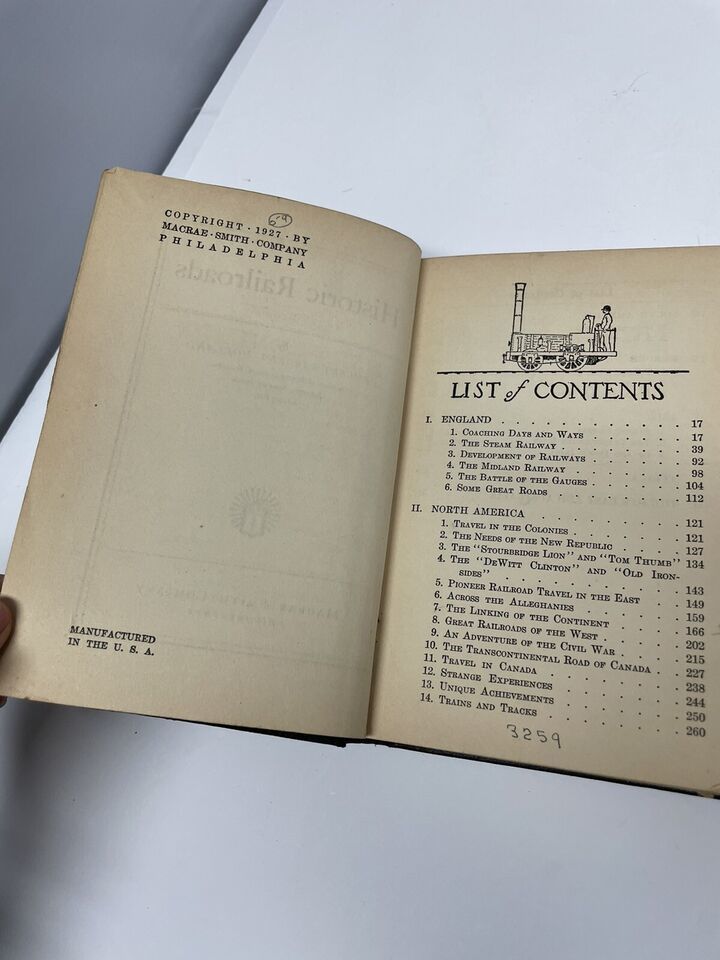 COPYRIGHT · 1927 · BY
MACRAE · SMITH · COMPANY
PHILADELPHIA
Historic Railroads
MANUFACTURED
IN THE U. S. A.
LIST of CONTENTS
I. ENGLAND . . . . . . . . . . . . 17
1. COACHING DAYS AND WAYS . . . . . . 17
2. THE STEAM RAILWAY . . . . . . . . 39
3. DEVELOPMENT OF RAILWAYS . . . . . . 92
4. THE MIDLAND RAILWAY . . . . . . . 98
5. THE BATTLE OF THE GAUGES . . . . . . 104
6. SOME GREAT ROADS . . . . . . . . 112
II. NORTH AMERICA . . . . . . . . . . 121
1. TRAVEL IN THE COLONIES . . . . . . . 121
2. THE NEEDS OF THE NEW REPUBLIC . . . . 127
3. THE "STOURBRIDGE LION" AND "TOM THUMB" 134
4. THE "DEWITT CLINTON" AND "OLD IRON-
SIDES" . . . . . . . . . . 143
5. PIONEER RAILROAD TRAVEL IN THE EAST . . 149
6. ACROSS THE ALLEGHANIES . . . . . . 159
7. THE LINKING OF THE CONTINENT . . . . 166
8. GREAT RAILROADS OF THE WEST . . . . . 202
9. AN ADVENTURE OF THE CIVIL WAR . . . . 215
10. THE TRANSCONTINENTAL ROAD OF CANADA . . 227
11. TRAVEL IN CANADA . . . . . . . . 238
12. STRANGE EXPERIENCES . . . . . . . 244
13. UNIQUE ACHIEVEMENTS . . . . . . . 250
14. TRAINS AND TRACKS . . . . . . . . 260
3259